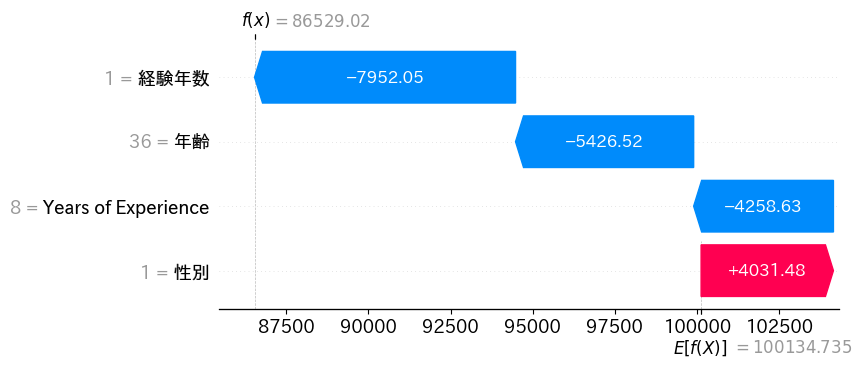 f(x) = 86529.02
1 = 経験年数
−7952.05
36 = 年齢
−5426.52
8 = Years of Experience
−4258.63
1 = 性別
+4031.48
87500 90000 92500 95000 97500 100000 102500
E[f(X)] = 100134.735